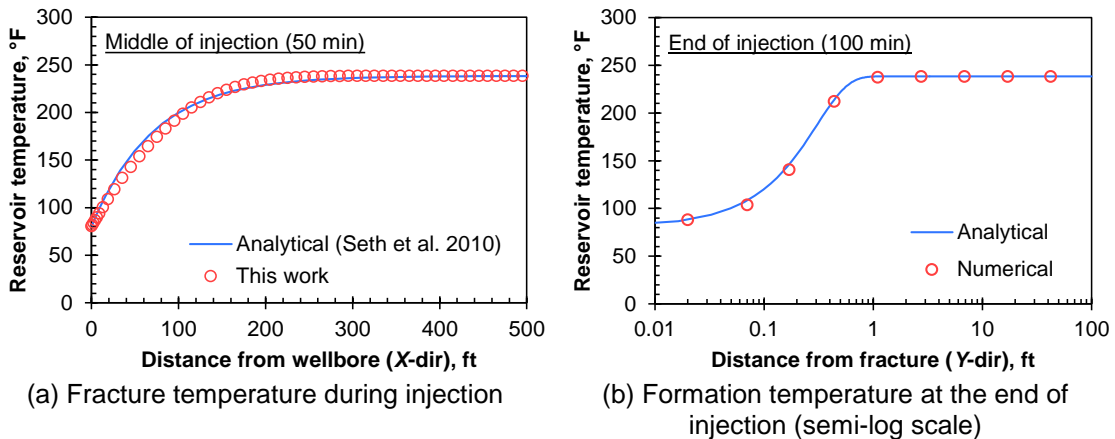 Reservoir temperature, °F
300
250
200
150
100
50
0
Middle of injection (50 min)
Analytical (Seth et al. 2010)
This work
0 100 200 300 400 500
Distance from wellbore (X-dir), ft
(a) Fracture temperature during injection
Reservoir temperature, °F
300
250
200
150
100
50
0
End of injection (100 min)
Analytical
Numerical
0.01 0.1 1 10 100
Distance from fracture (Y-dir), ft
(b) Formation temperature at the end of
injection (semi-log scale)